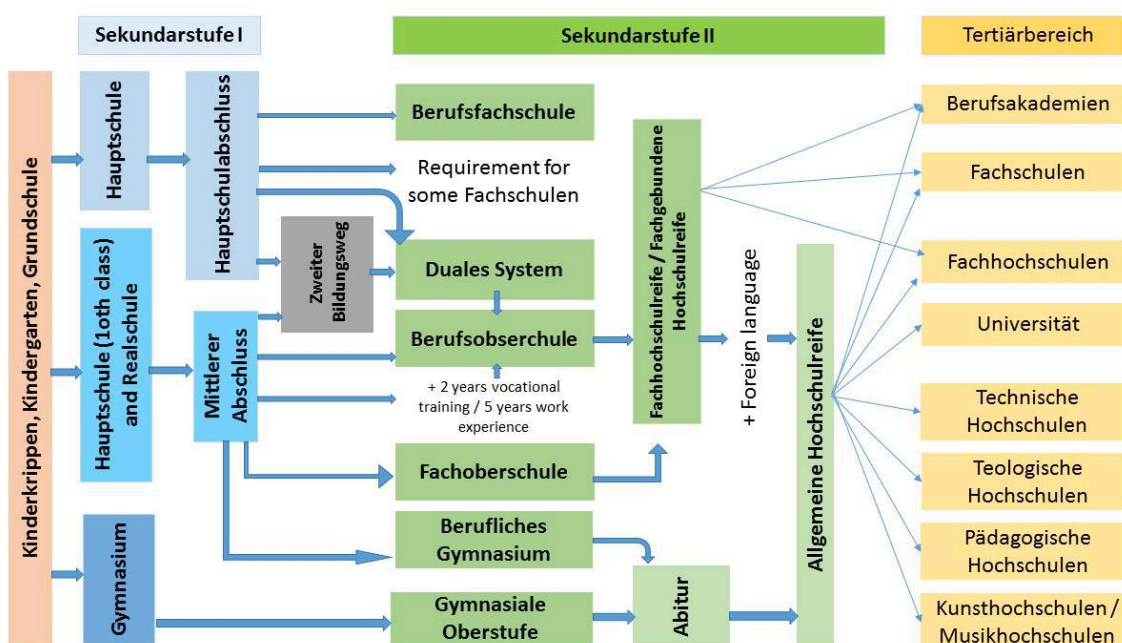 Sekundarstufe I
Sekundarstufe II
Tertiärbereich
Kinderkrippen, Kindergarten, Grundschule
Hauptschule
Hauptschulabschluss
Hauptschule (1oth class)
and Realschule
Mittlerer
Abschluss
Gymnasium
Zweiter
Bildungsweg
Berufsfachschule
Requirement for
some Fachschulen
Duales System
Berufsobserchule
+ 2 years vocational
training / 5 years work
experience
Fachoberschule
Berufliches
Gymnasium
Gymnasiale
Oberstufe
Fachhochschulreife / Fachgebundene
Hochschulreife
Abitur
+ Foreign language
Allgemeine Hochschulreife
Berufsakademien
Fachschulen
Fachhochschulen
Universität
Technische
Hochschulen
Teologische
Hochschulen
Pädagogische
Hochschulen
Kunsthochschulen /
Musikhochschulen